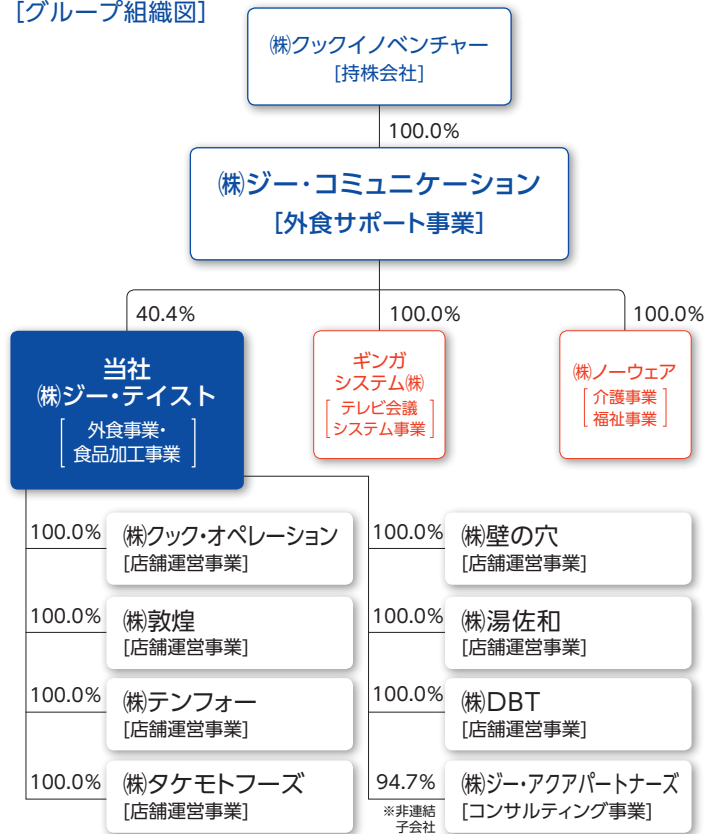 [グループ組織図]
㈱クックイノベンチャー
[持株会社]
100.0%
㈱ジー・コミュニケーション
[外食サポート事業]
40.4%
100.0%
100.0%
当社
㈱ジー・テイスト
[外食事業・
食品加工事業]
ギンガ
システム㈱
[テレビ会議
システム事業]
㈱ノーウェア
[介護事業
福祉事業]
100.0%
㈱クック・オペレーション
[店舗運営事業]
100.0%
㈱壁の穴
[店舗運営事業]
100.0%
㈱敦煌
[店舗運営事業]
100.0%
㈱湯佐和
[店舗運営事業]
100.0%
㈱テンフォー
[店舗運営事業]
100.0%
㈱DBT
[店舗運営事業]
100.0%
㈱タケモトフーズ
[店舗運営事業]
94.7%
※非連結
子会社
㈱ジー・アクアパートナーズ
[コンサルティング事業]